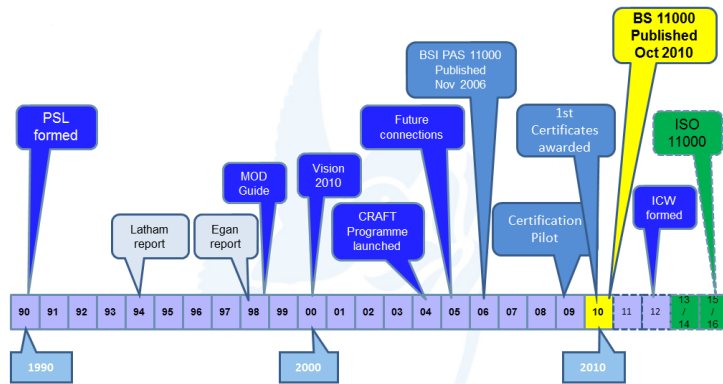 BS 11000
Published
Oct 2010
BSI PAS 11000
Published
Nov 2006
PSL
formed
Future
connections
1st
Certificates
awarded
ISO
11000
MOD
Guide
Vision
2010
ICW
formed
Latham
report
Egan
report
CRAFT
Programme
launched
Certification
Pilot
90 91 92 93 94 95 96 97 98 99 00 01 02 03 04 05 06 07 08 09 10 11 12 13 / 14 15 / 16
1990 2000 2010